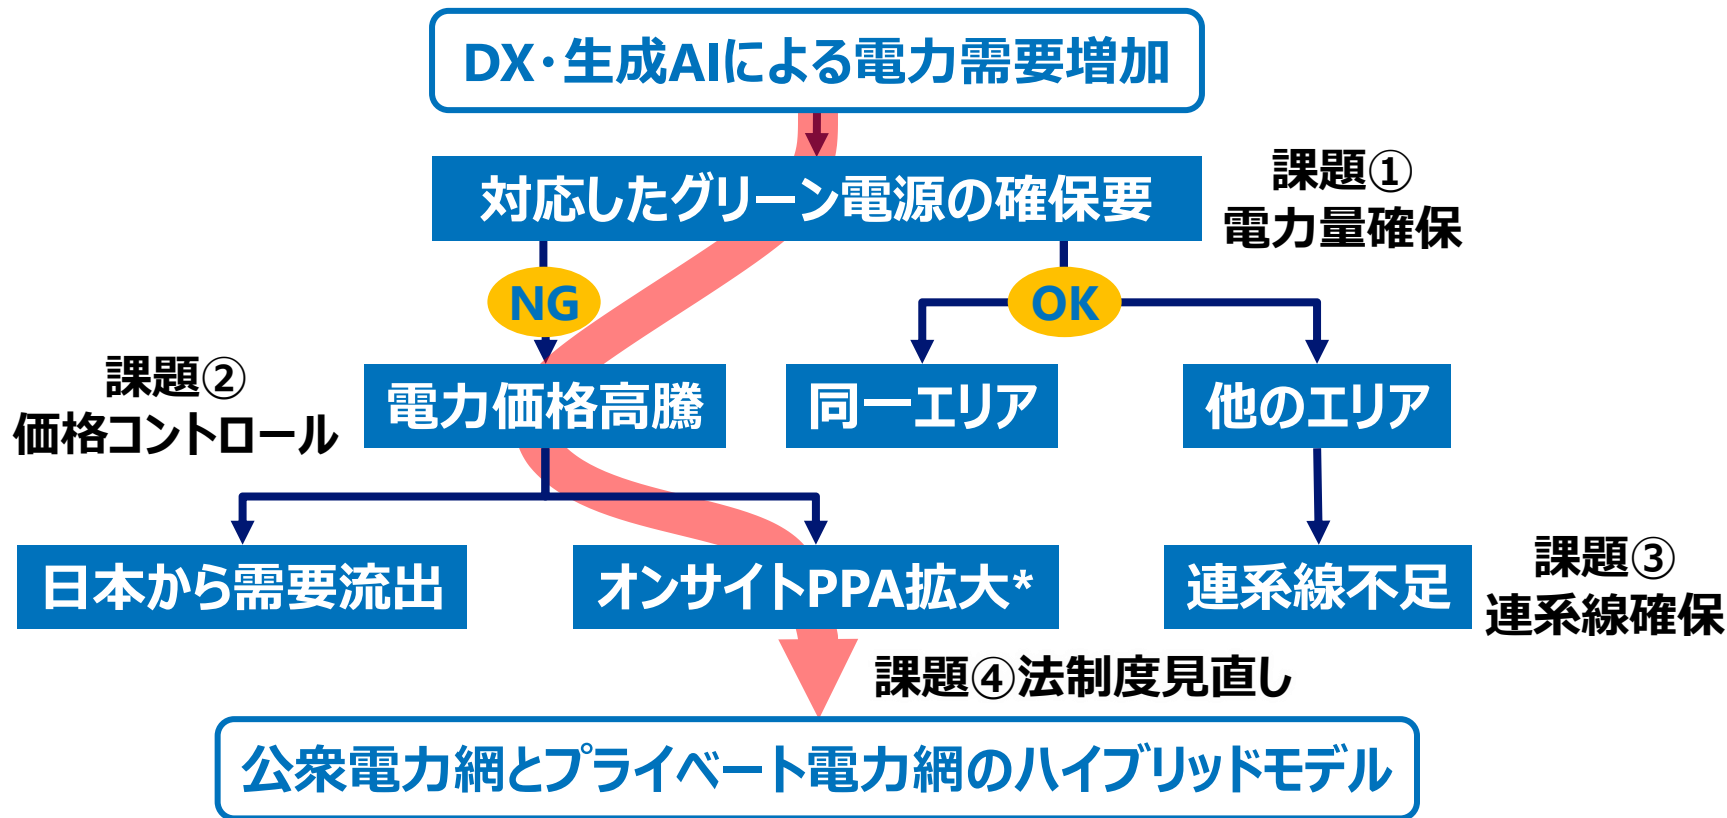 DX・生成AIによる電力需要増加
対応したグリーン電源の確保要
課題①
電力量確保
NG
OK
課題②
価格コントロール
電力価格高騰
同一エリア
他のエリア
日本から需要流出
オンサイトPPA拡大*
連系線不足
課題③
連系線確保
課題④法制度見直し
公衆電力網とプライベート電力網のハイブリッドモデル